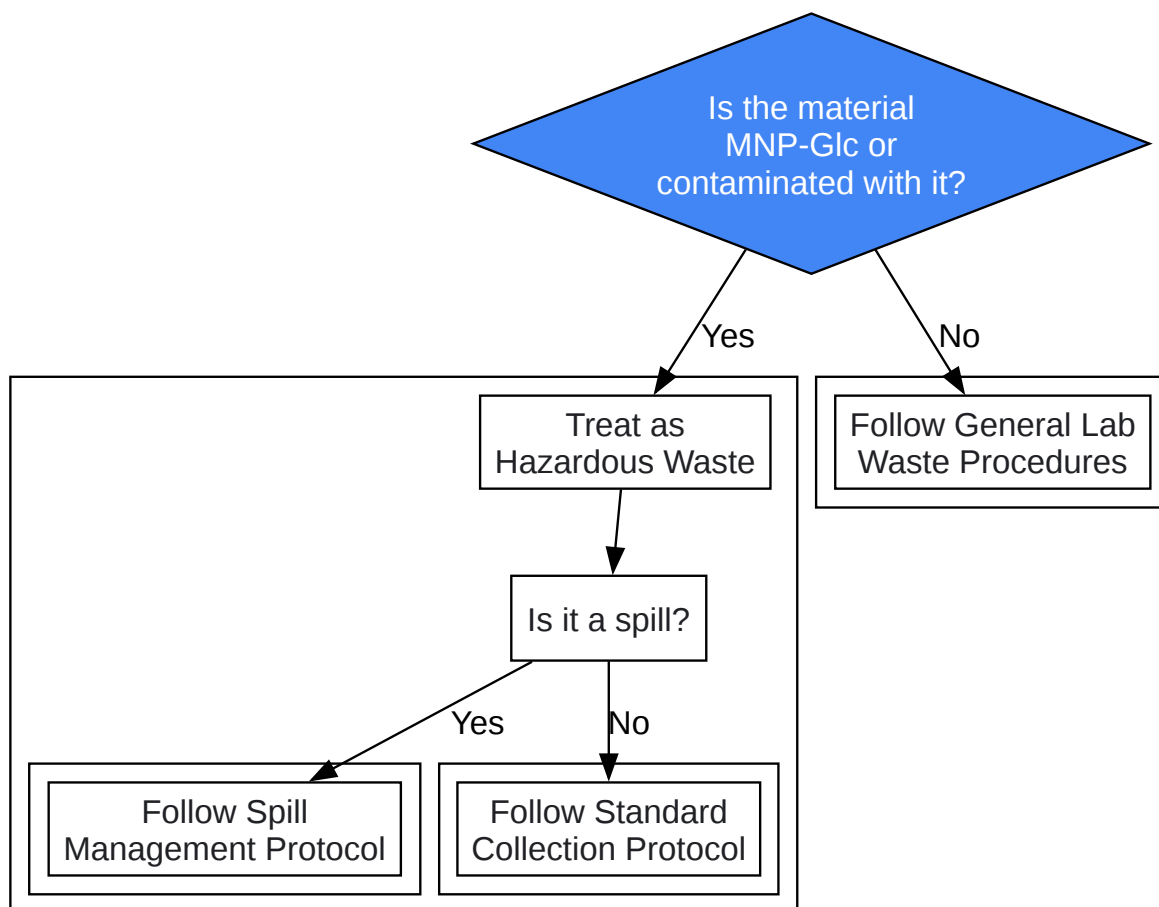 Is the material
MNP-Glc or
contaminated with it?
Yes
No
Treat as
Hazardous Waste
Follow General Lab
Waste Procedures
Is it a spill?
Yes
No
Follow Spill
Management Protocol
Follow Standard
Collection Protocol